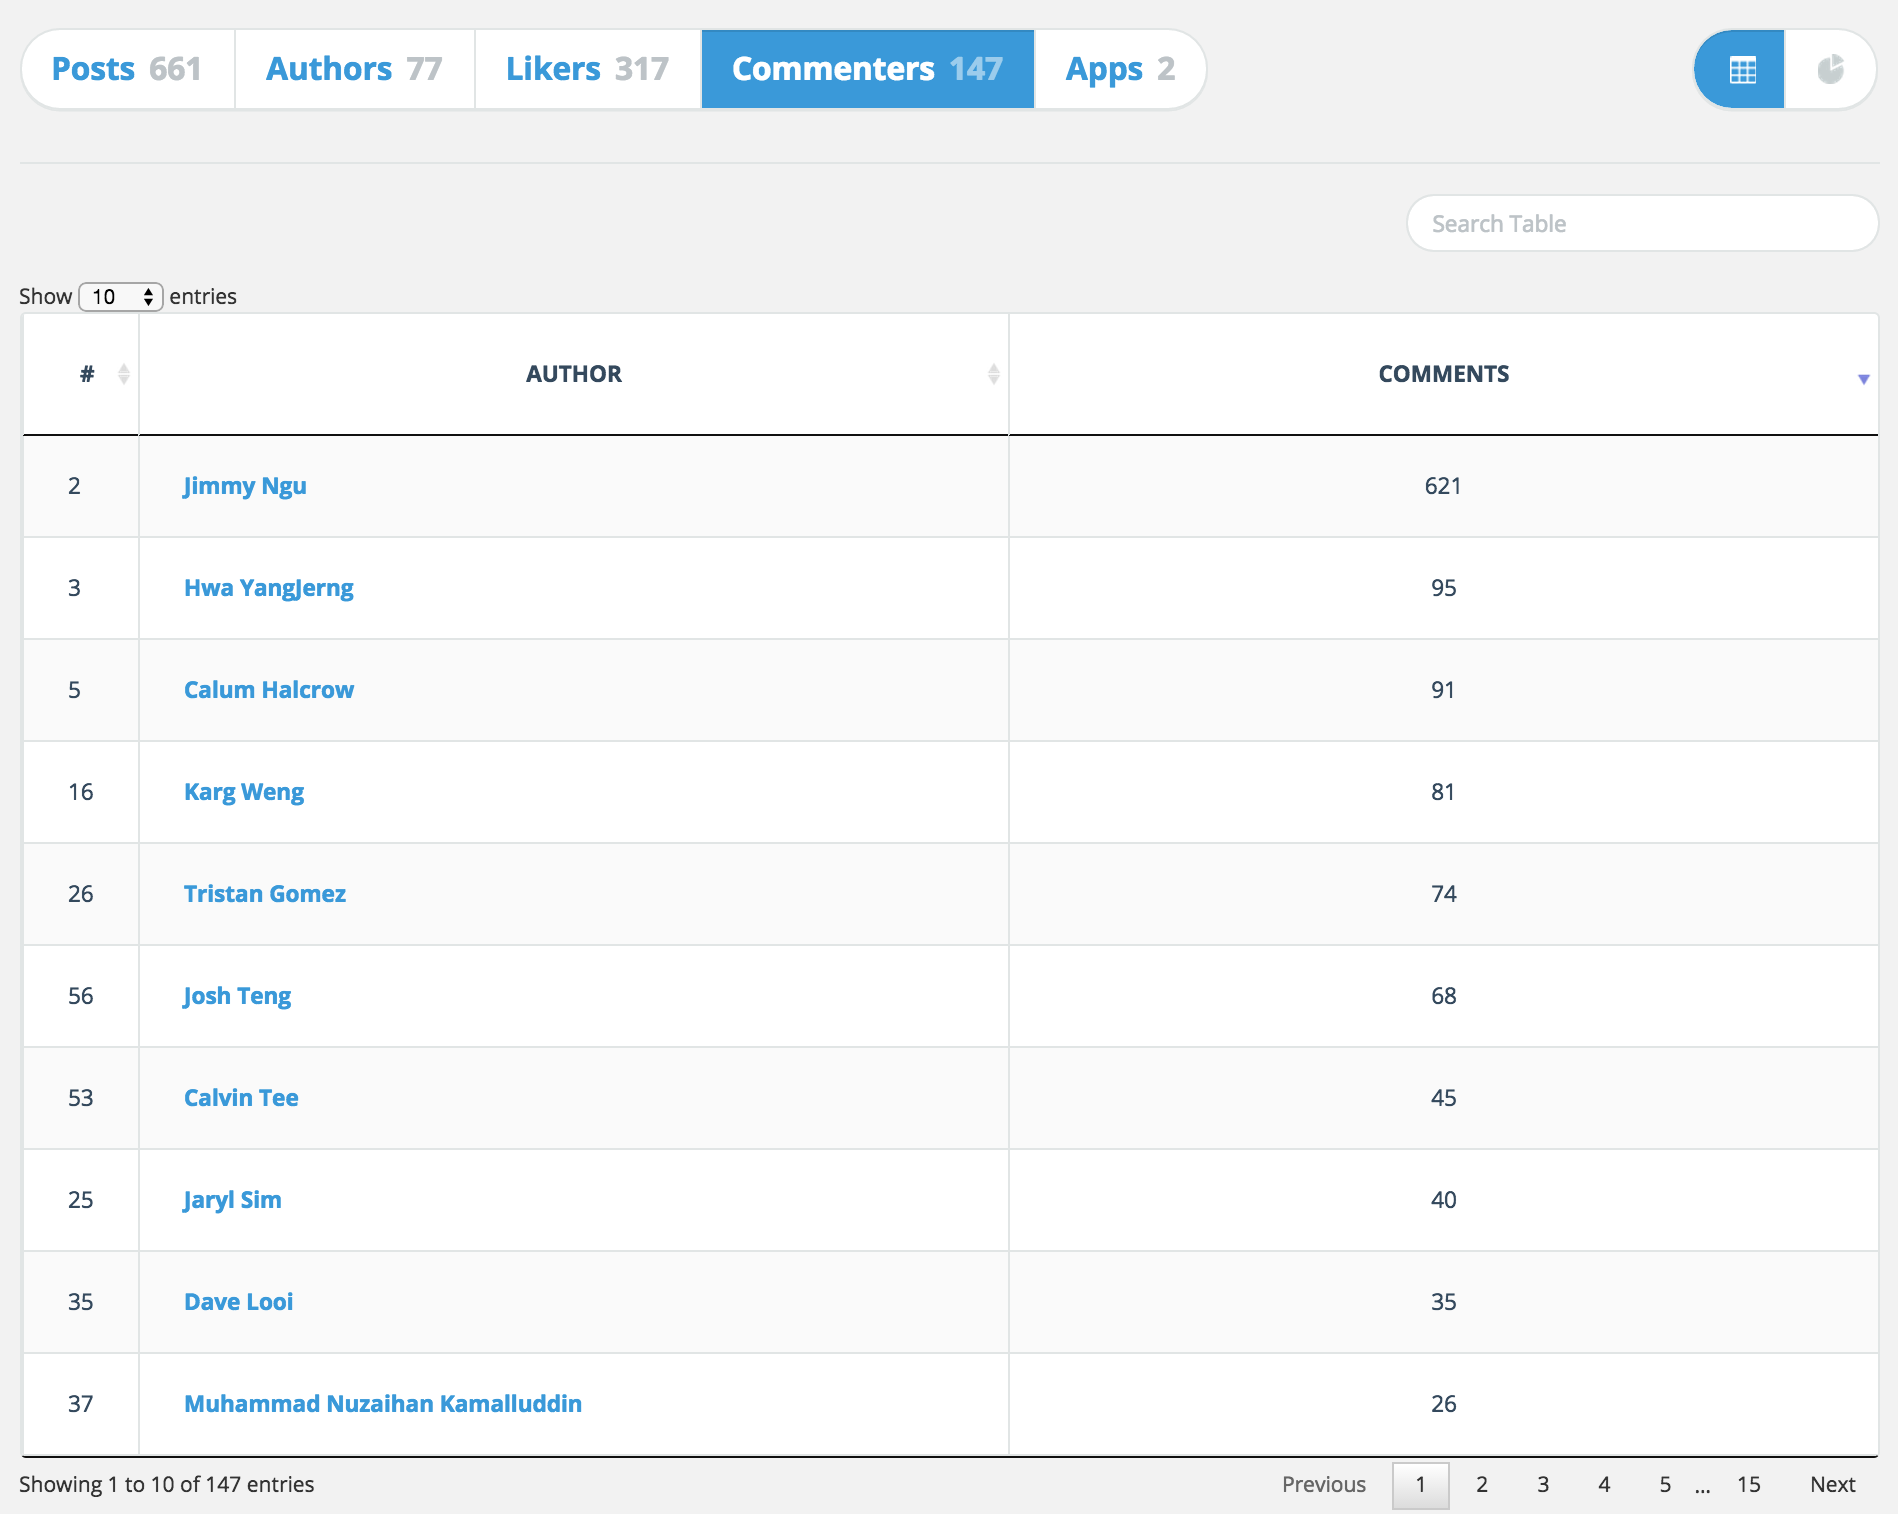 Posts 661 Authors 77 Likers 317 Commenters 147 Apps 2
Search Table
Show 10 entries
# AUTHOR COMMENTS
2 Jimmy Ngu 621
3 Hwa YangJerng 95
5 Calum Halcrow 91
16 Karg Weng 81
26 Tristan Gomez 74
56 Josh Teng 68
53 Calvin Tee 45
25 Jaryl Sim 40
35 Dave Looi 35
37 Muhammad Nuzaihan Kamalluddin 26
Showing 1 to 10 of 147 entries Previous 1 2 3 4 5 ... 15 Next